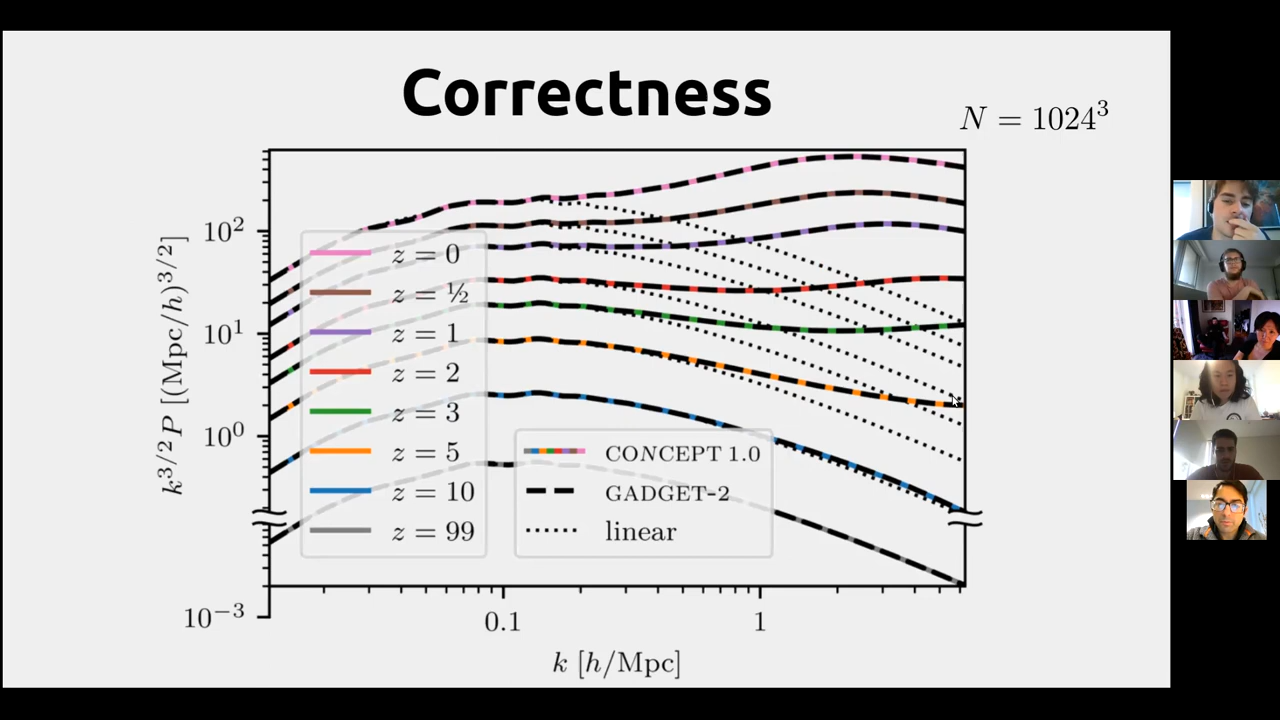 Correctness
N = 1024³
k^{3/2}P [(Mpc/h)^{3/2}]
10²
10¹
10⁰
10⁻³
z = 0
z = ½
z = 1
z = 2
z = 3
z = 5
z = 10
z = 99
CONCEPT 1.0
GADGET-2
linear
0.1
1
k [h/Mpc]